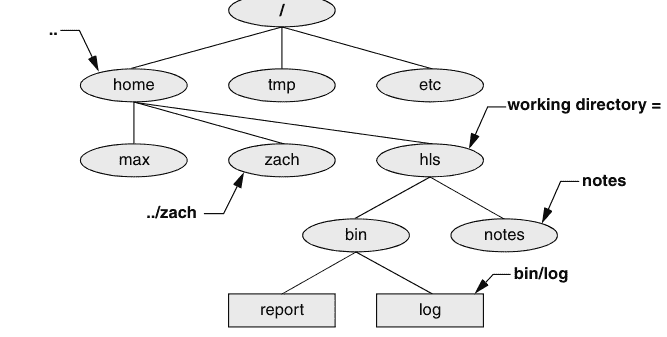 /
..
home
tmp
etc
working directory =
max
zach
hls
notes
../zach
bin
notes
bin/log
report
log